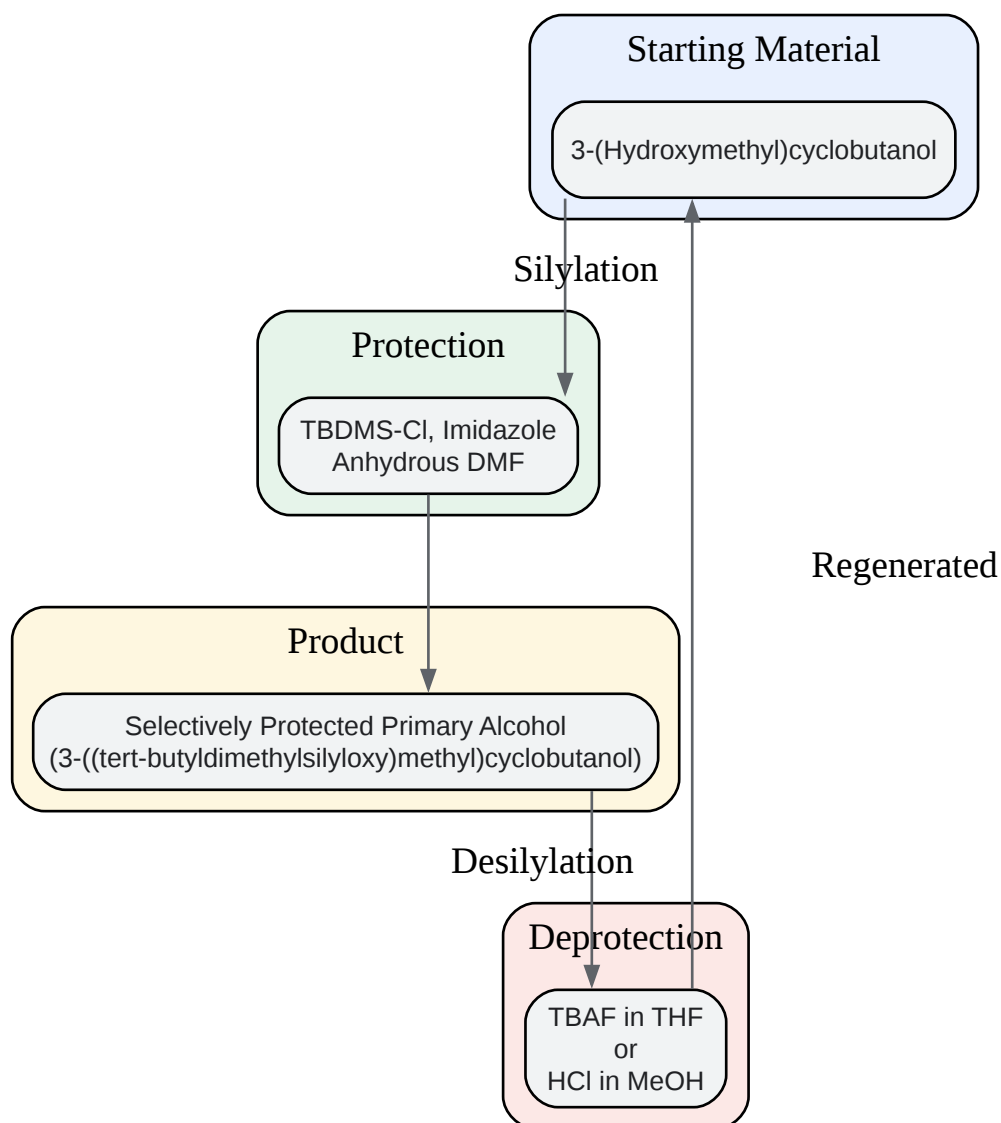 Starting Material
3-(Hydroxymethyl)cyclobutanol
Silylation
Protection
TBDMS-Cl, Imidazole
Anhydrous DMF
Regenerated
Product
Selectively Protected Primary Alcohol
(3-((tert-butyldimethylsilyloxy)methyl)cyclobutanol)
Desilylation
Deprotection
TBAF in THF
or
HCl in MeOH